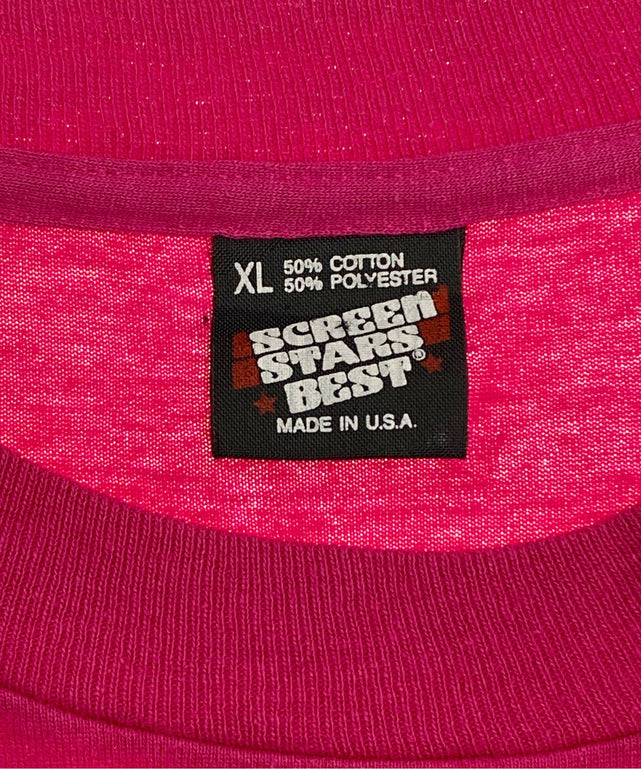 XL 50% COTTON
50% POLYESTER
SCREEN
STARS
BEST®
MADE IN U.S.A.